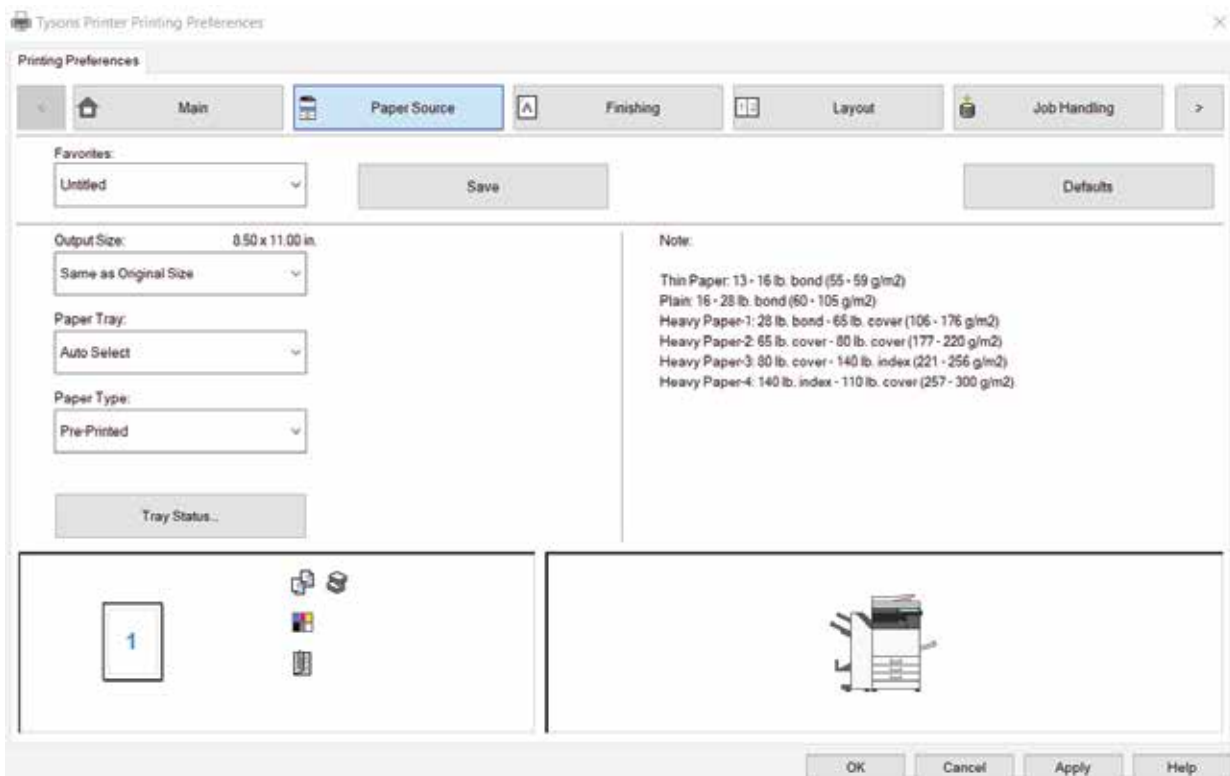 Tysons Printer Printing Preferences
Printing Preferences
<
Main
Paper Source
Finishing
Layout
Job Handling
>
Favorites:
Untitled
Save
Defaults
Output Size: 8.50 x 11.00 in.
Same as Original Size
Paper Tray:
Auto Select
Paper Type:
Pre-Printed
Tray Status...
Note:
Thin Paper: 13 - 16 lb. bond (55 - 59 g/m2)
Plain: 16 - 28 lb. bond (60 - 105 g/m2)
Heavy Paper-1: 28 lb. bond - 65 lb. cover (106 - 176 g/m2)
Heavy Paper-2: 65 lb. cover - 80 lb. cover (177 - 220 g/m2)
Heavy Paper-3: 80 lb. cover - 140 lb. index (221 - 256 g/m2)
Heavy Paper-4: 140 lb. index - 110 lb. cover (257 - 300 g/m2)
1
OK
Cancel
Apply
Help